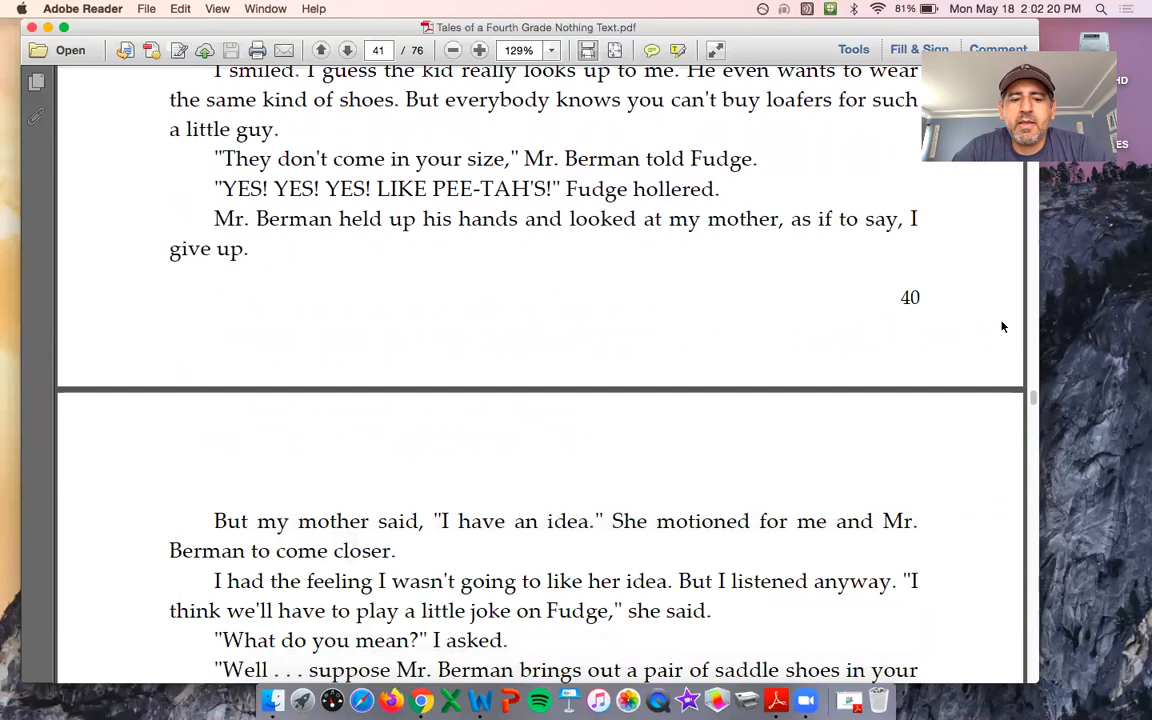 Adobe Reader File Edit View Window Help 81% Mon May 18 2 02 20 PM
Tales of a Fourth Grade Nothing Text.pdf
Open 41 / 76 129% Tools Fill & Sign Comment
I smiled. I guess the kid really looks up to me. He even wants to wear
the same kind of shoes. But everybody knows you can't buy loafers for such
a little guy.
"They don't come in your size," Mr. Berman told Fudge.
"YES! YES! YES! LIKE PEE-TAH'S!" Fudge hollered.
Mr. Berman held up his hands and looked at my mother, as if to say, I
give up.
40
But my mother said, "I have an idea." She motioned for me and Mr.
Berman to come closer.
I had the feeling I wasn't going to like her idea. But I listened anyway. "I
think we'll have to play a little joke on Fudge," she said.
"What do you mean?" I asked.
"Well . . . suppose Mr. Berman brings out a pair of saddle shoes in your
HD
ES